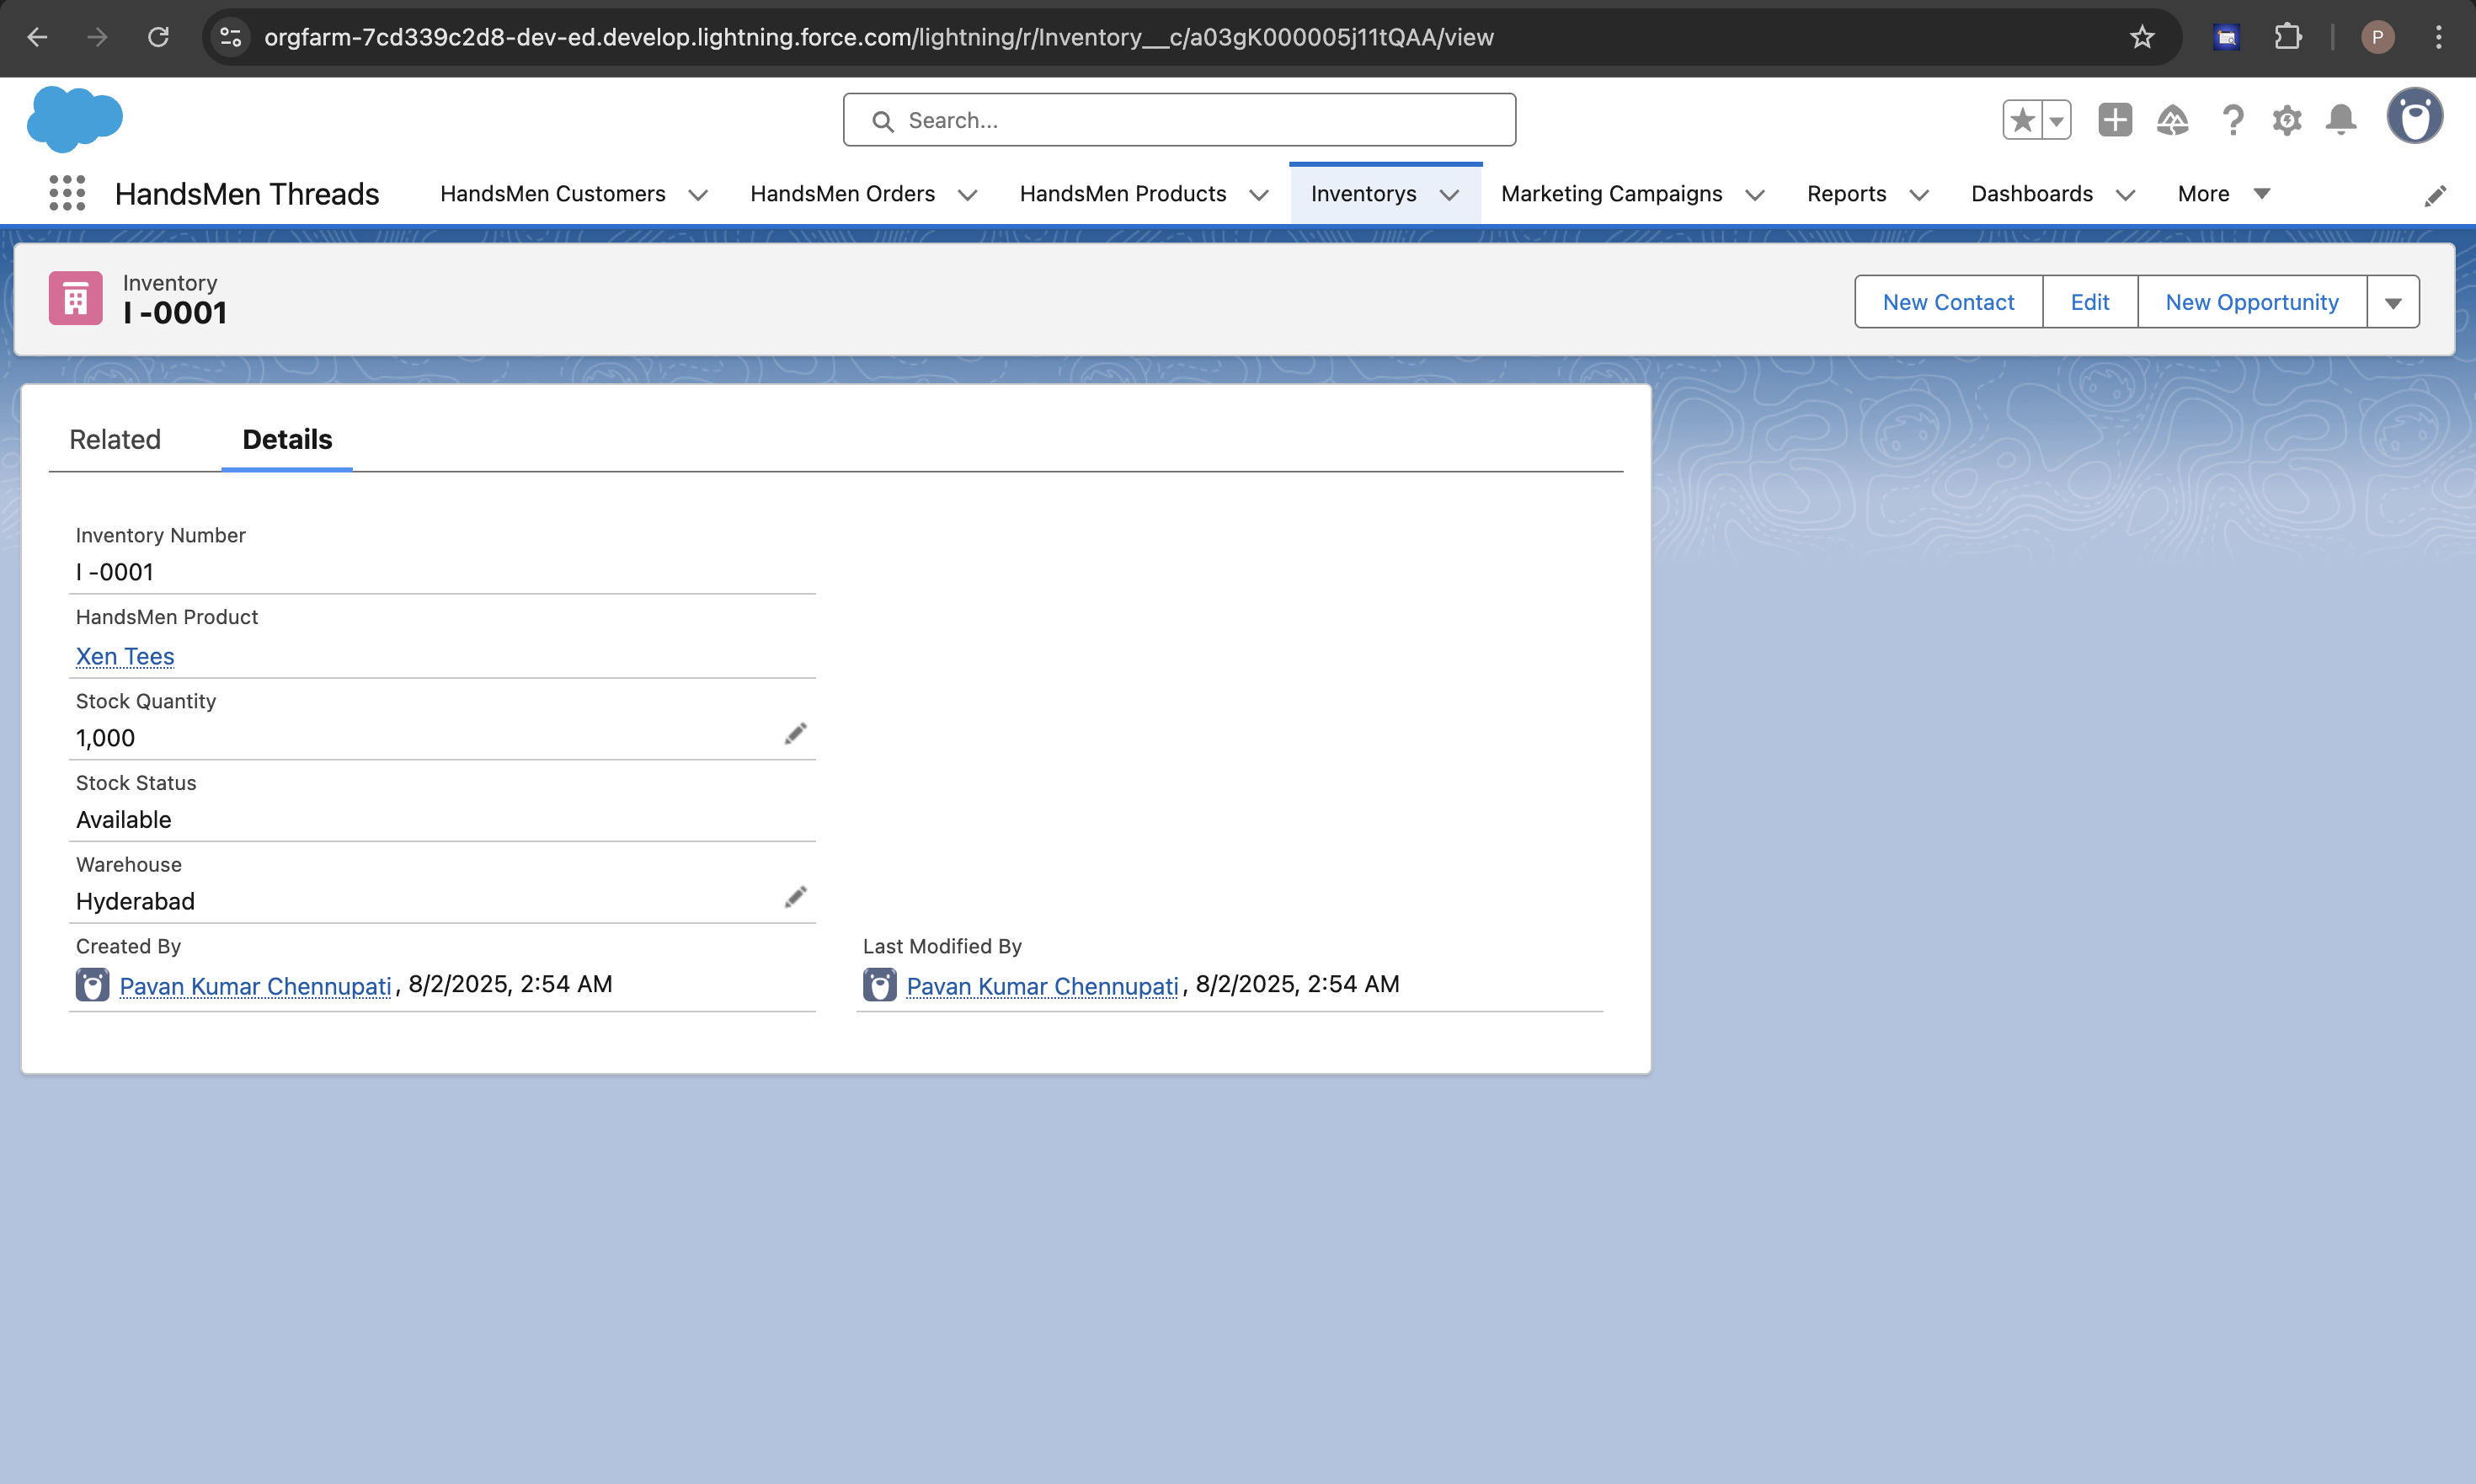 orgfarm-7cd339c2d8-dev-ed.develop.lightning.force.com/lightning/r/Inventory__c/a03gK000005j11tQAA/view
P
Search...
HandsMen Threads
HandsMen Customers
HandsMen Orders
HandsMen Products
Inventorys
Marketing Campaigns
Reports
Dashboards
More
Inventory
I -0001
New Contact
Edit
New Opportunity
Related
Details
Inventory Number
I -0001
HandsMen Product
Xen Tees
Stock Quantity
1,000
Stock Status
Available
Warehouse
Hyderabad
Created By
Pavan Kumar Chennupati, 8/2/2025, 2:54 AM
Last Modified By
Pavan Kumar Chennupati, 8/2/2025, 2:54 AM